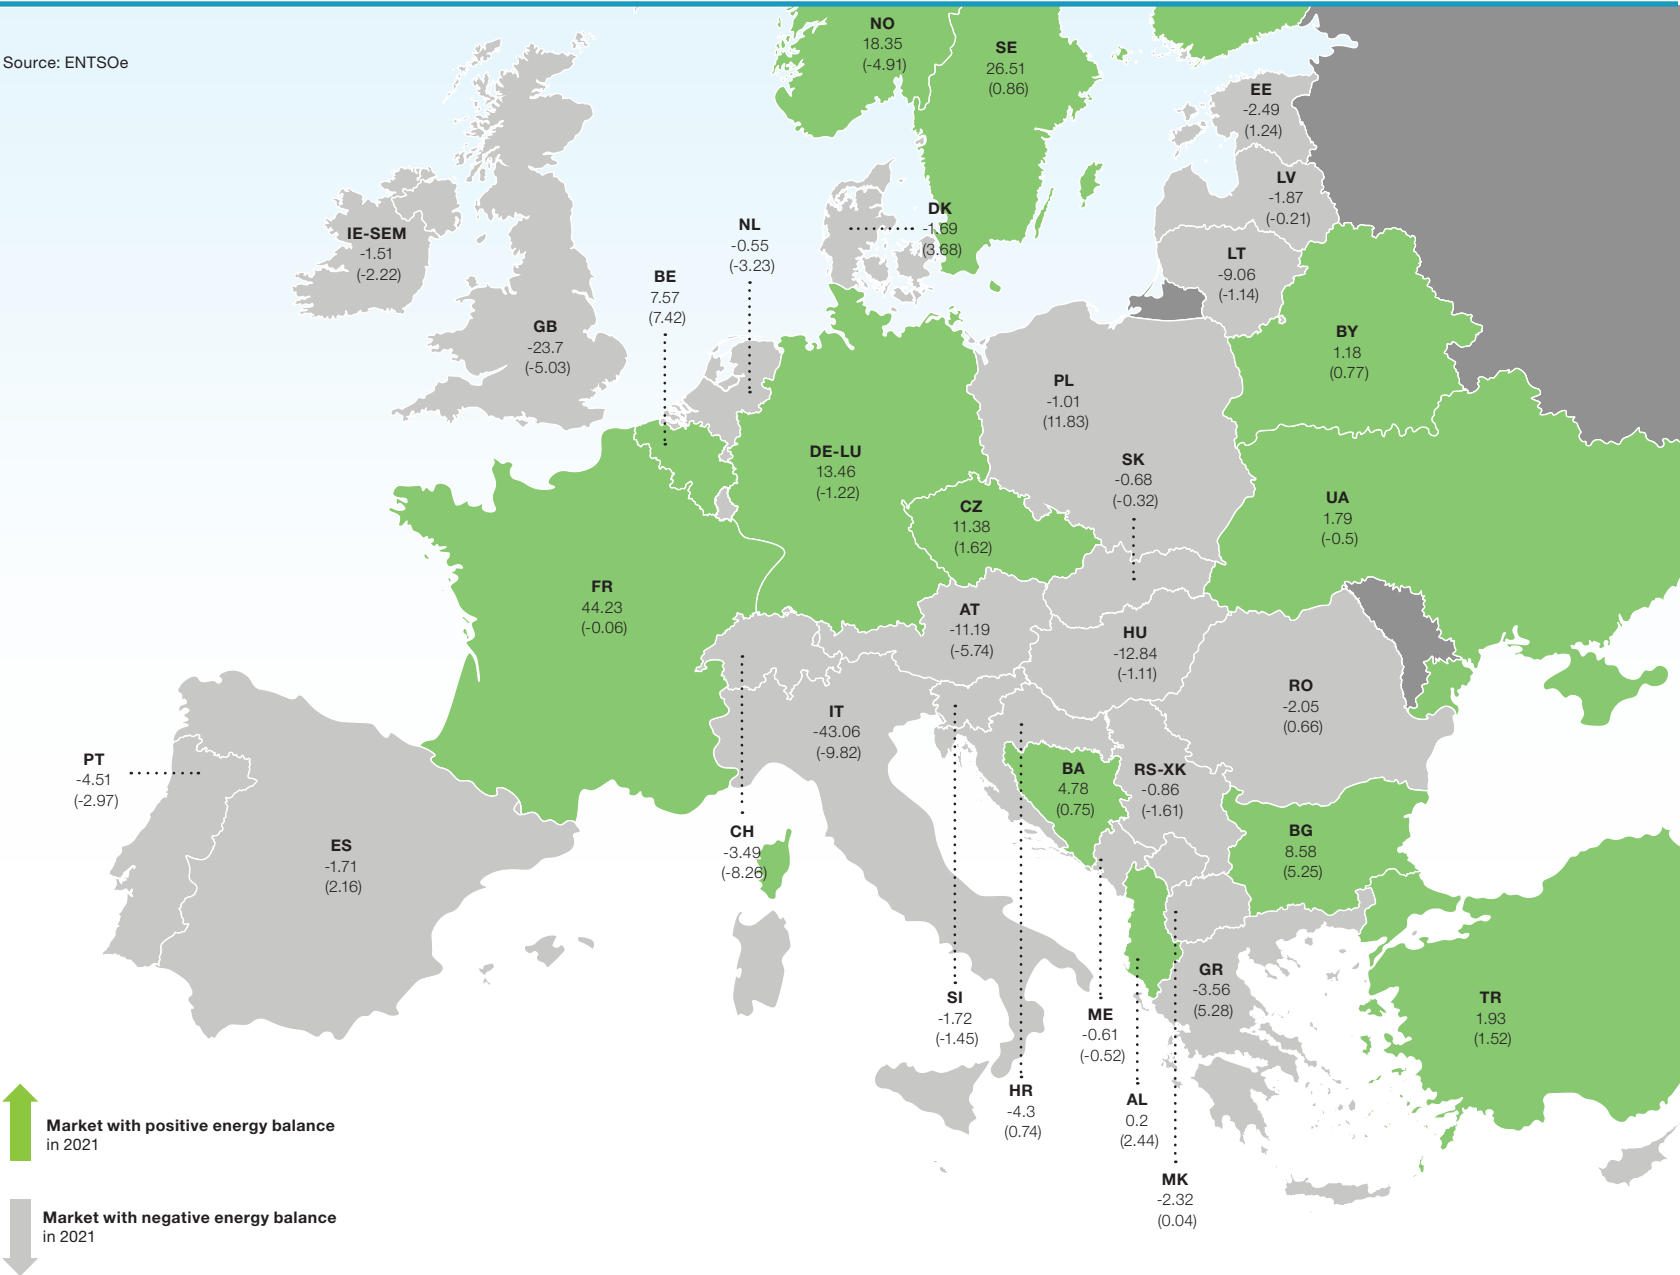 Source: ENTSOe
NO
18.35
(-4.91)
SE
26.51
(0.86)
EE
-2.49
(1.24)
LV
-1.87
(-0.21)
DK
-1.69
(3.68)
NL
-0.55
(-3.23)
IE-SEM
-1.51
(-2.22)
LT
-9.06
(-1.14)
BE
7.57
(7.42)
GB
-23.7
(-5.03)
BY
1.18
(0.77)
PL
-1.01
(11.83)
DE-LU
13.46
(-1.22)
SK
-0.68
(-0.32)
CZ
11.38
(1.62)
UA
1.79
(-0.5)
FR
44.23
(-0.06)
AT
-11.19
(-5.74)
HU
-12.84
(-1.11)
RO
-2.05
(0.66)
IT
-43.06
(-9.82)
PT
-4.51
(-2.97)
BA
4.78
(0.75)
RS-XK
-0.86
(-1.61)
CH
-3.49
(-8.26)
BG
8.58
(5.25)
ES
-1.71
(2.16)
GR
-3.56
(5.28)
SI
-1.72
(-1.45)
TR
1.93
(1.52)
ME
-0.61
(-0.52)
HR
-4.3
(0.74)
AL
0.2
(2.44)
MK
-2.32
(0.04)
Market with positive energy balance
in 2021
Market with negative energy balance
in 2021